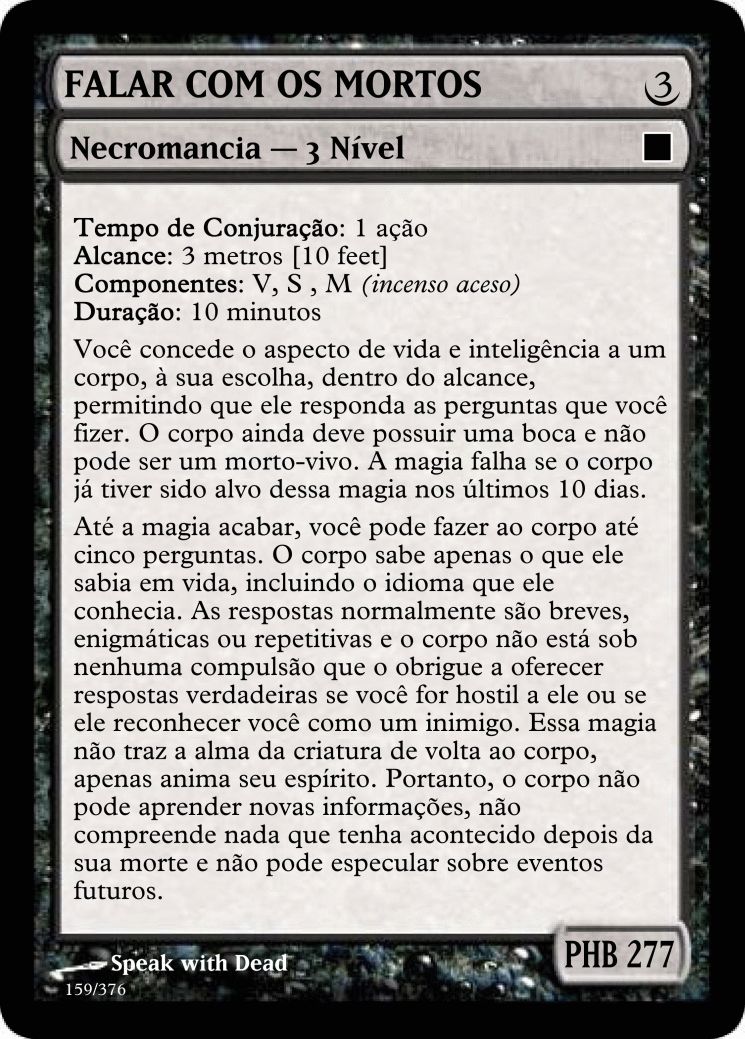 FALAR COM OS MORTOS 3
Necromancia — 3 Nível
Tempo de Conjuração: 1 ação
Alcance: 3 metros [10 feet]
Componentes: V, S , M (incenso aceso)
Duração: 10 minutos
Você concede o aspecto de vida e inteligência a um
corpo, à sua escolha, dentro do alcance,
permitindo que ele responda as perguntas que você
fizer. O corpo ainda deve possuir uma boca e não
pode ser um morto-vivo. A magia falha se o corpo
já tiver sido alvo dessa magia nos últimos 10 dias.
Até a magia acabar, você pode fazer ao corpo até
cinco perguntas. O corpo sabe apenas o que ele
sabia em vida, incluindo o idioma que ele
conhecia. As respostas normalmente são breves,
enigmáticas ou repetitivas e o corpo não está sob
nenhuma compulsão que o obrigue a oferecer
respostas verdadeiras se você for hostil a ele ou se
ele reconhecer você como um inimigo. Essa magia
não traz a alma da criatura de volta ao corpo,
apenas anima seu espírito. Portanto, o corpo não
pode aprender novas informações, não
compreende nada que tenha acontecido depois da
sua morte e não pode especular sobre eventos
futuros.
PHB 277
Speak with Dead
159/376